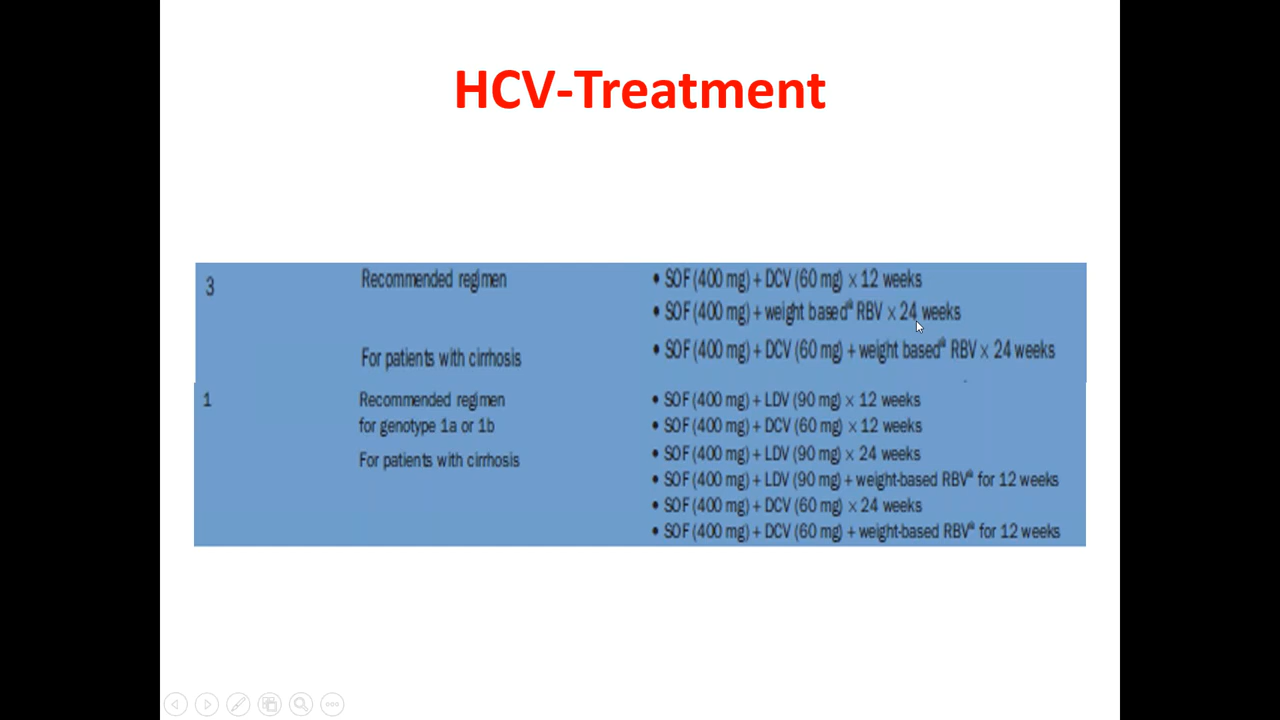 HCV-Treatment
3 Recommended regimen • SOF (400 mg) + DCV (60 mg) × 12 weeks
• SOF (400 mg) + weight basedª RBV × 24 weeks
For patients with cirrhosis • SOF (400 mg) + DCV (60 mg) + weight basedª RBV × 24 weeks
1 Recommended regimen • SOF (400 mg) + LDV (90 mg) × 12 weeks
for genotype 1a or 1b • SOF (400 mg) + DCV (60 mg) × 12 weeks
For patients with cirrhosis • SOF (400 mg) + LDV (90 mg) × 24 weeks
• SOF (400 mg) + LDV (90 mg) + weight-based RBVª for 12 weeks
• SOF (400 mg) + DCV (60 mg) × 24 weeks
• SOF (400 mg) + DCV (60 mg) + weight-based RBVª for 12 weeks